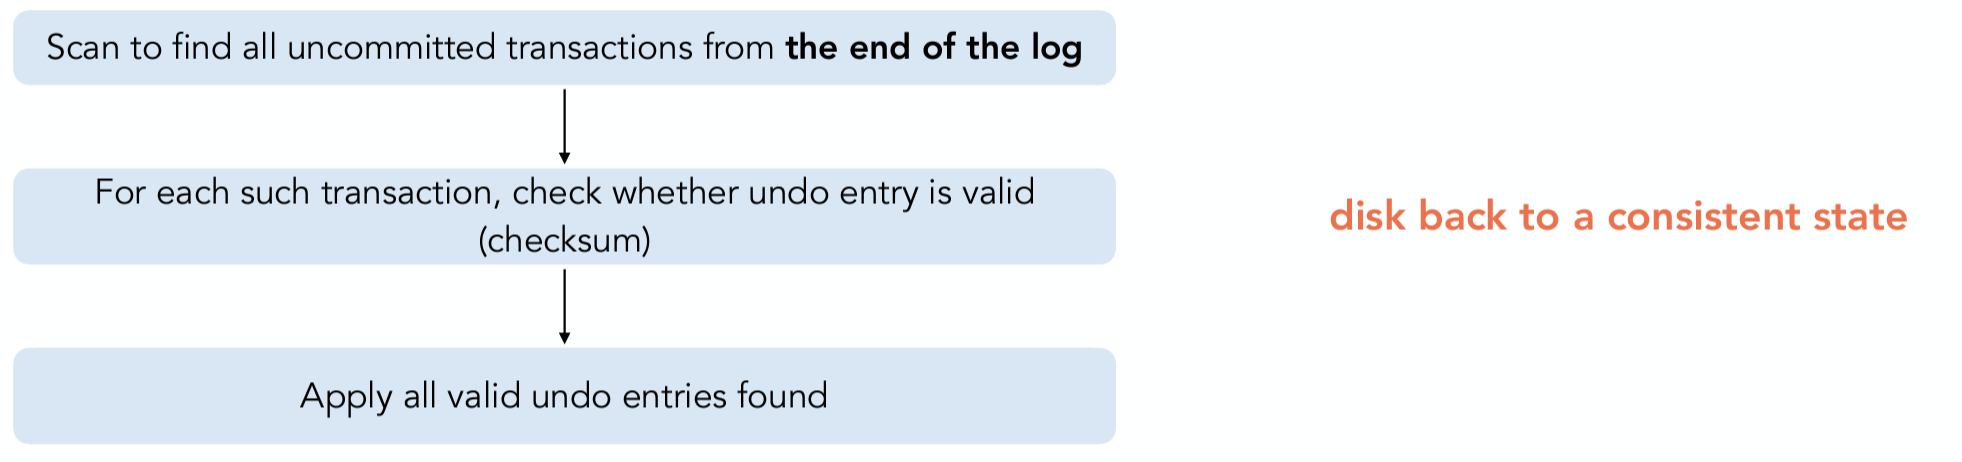 Scan to find all uncommitted transactions from the end of the log
For each such transaction, check whether undo entry is valid
(checksum)
disk back to a consistent state
Apply all valid undo entries found